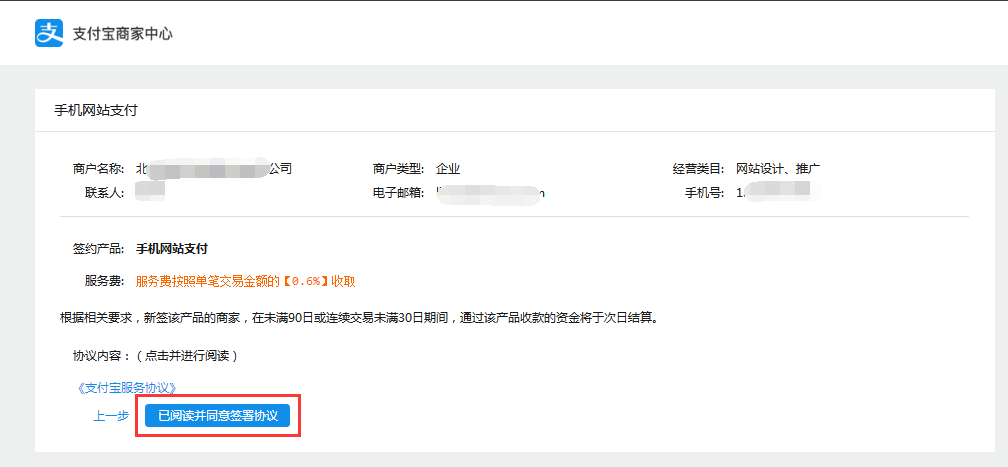 支付宝商家中心
手机网站支付
商户名称: 北 公司 商户类型: 企业 经营类目: 网站设计、推广
联系人: 电子邮箱: 手机号: 1
签约产品: 手机网站支付
服务费: 服务费按照单笔交易金额的【0.6%】收取
根据相关要求，新签该产品的商家，在未满90日或连续交易未满30日期间，通过该产品收款的资金将于次日结算。
协议内容：（点击并进行阅读）
《支付宝服务协议》
上一步 已阅读并同意签署协议